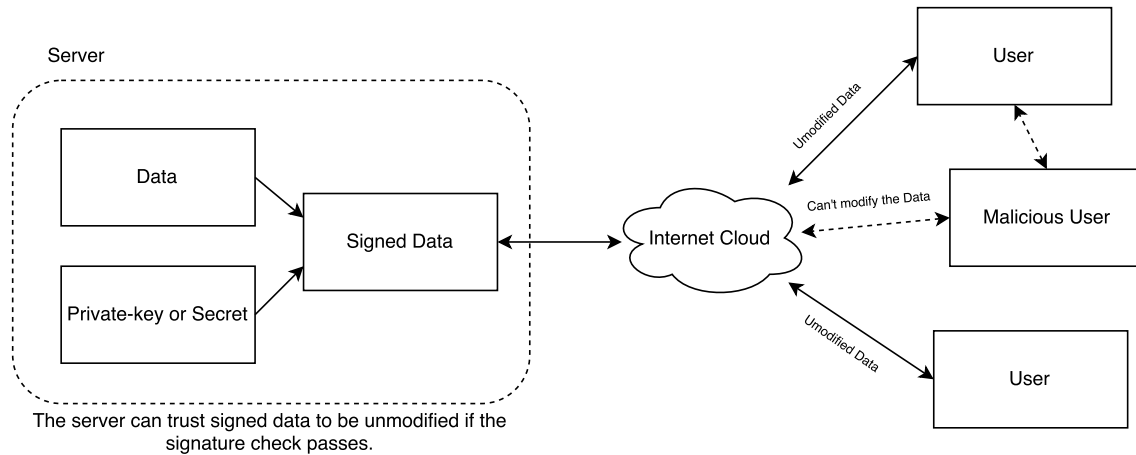 Server
Data
Private-key or Secret
Signed Data
The server can trust signed data to be unmodified if the
signature check passes.
Internet Cloud
Umodified Data
Can't modify the Data
Umodified Data
User
Malicious User
User